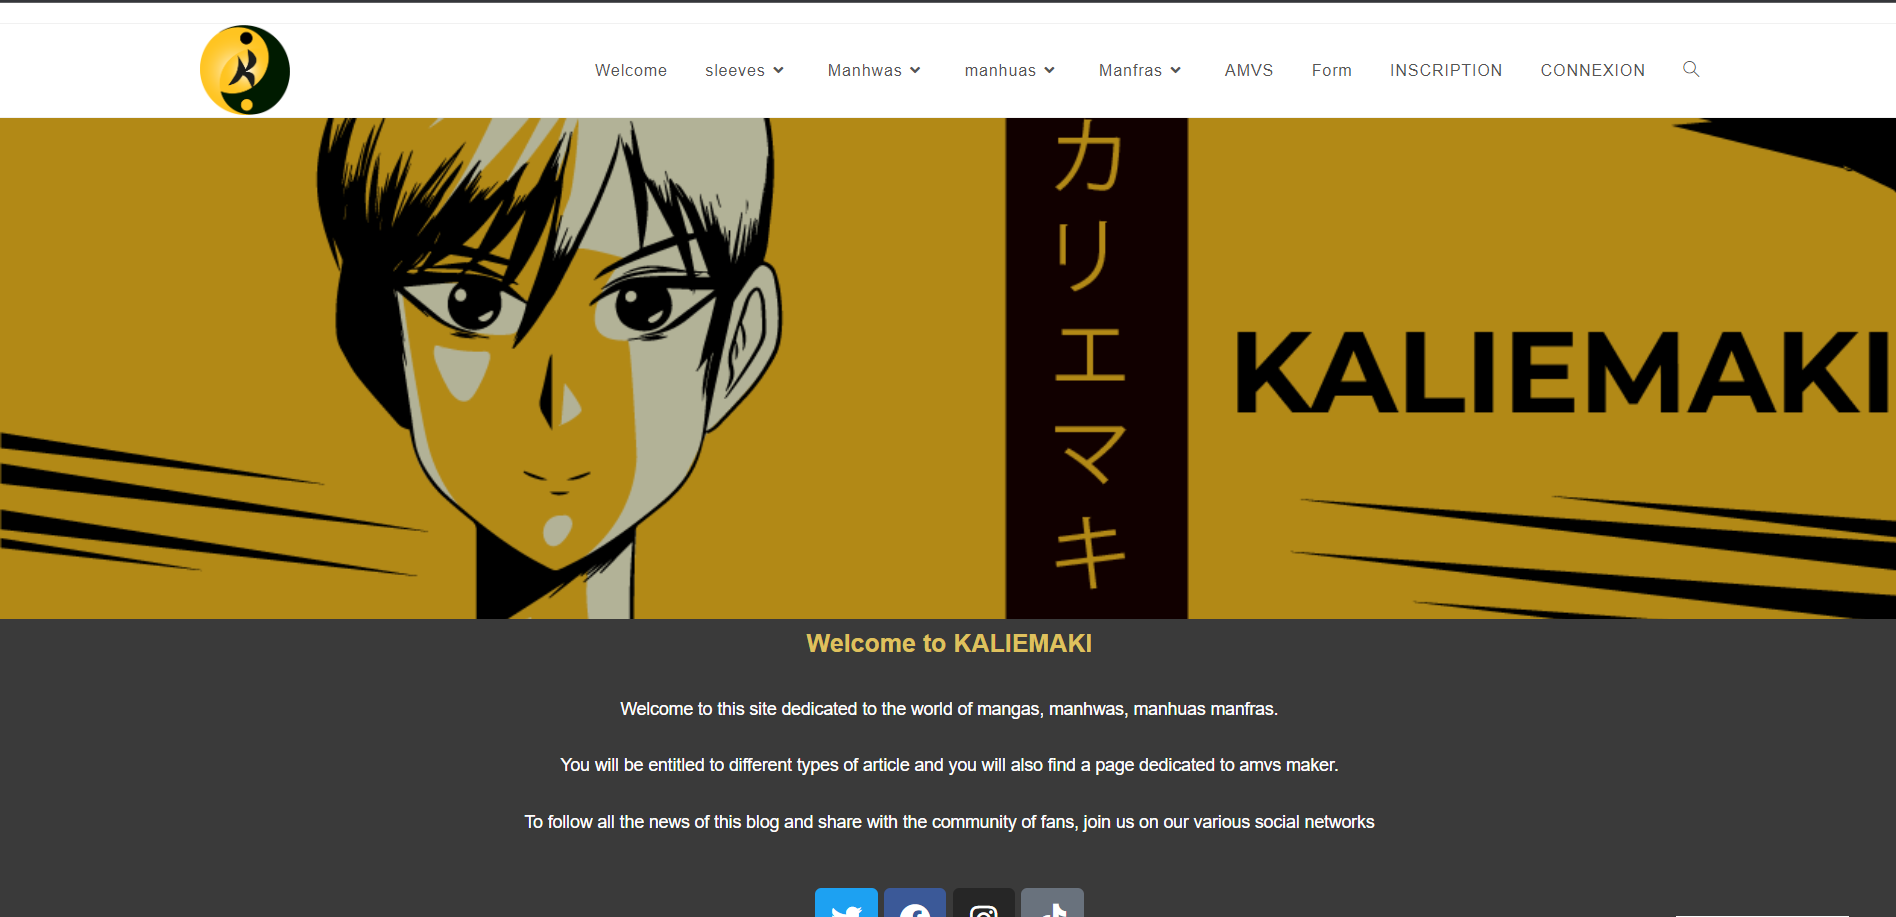 Welcome sleeves Manhwas manhuas Manfras AMVS Form INSCRIPTION CONNEXION
カリエマキ
KALIEMAKI
Welcome to KALIEMAKI
Welcome to this site dedicated to the world of mangas, manhwas, manhuas manfras.
You will be entitled to different types of article and you will also find a page dedicated to amvs maker.
To follow all the news of this blog and share with the community of fans, join us on our various social networks